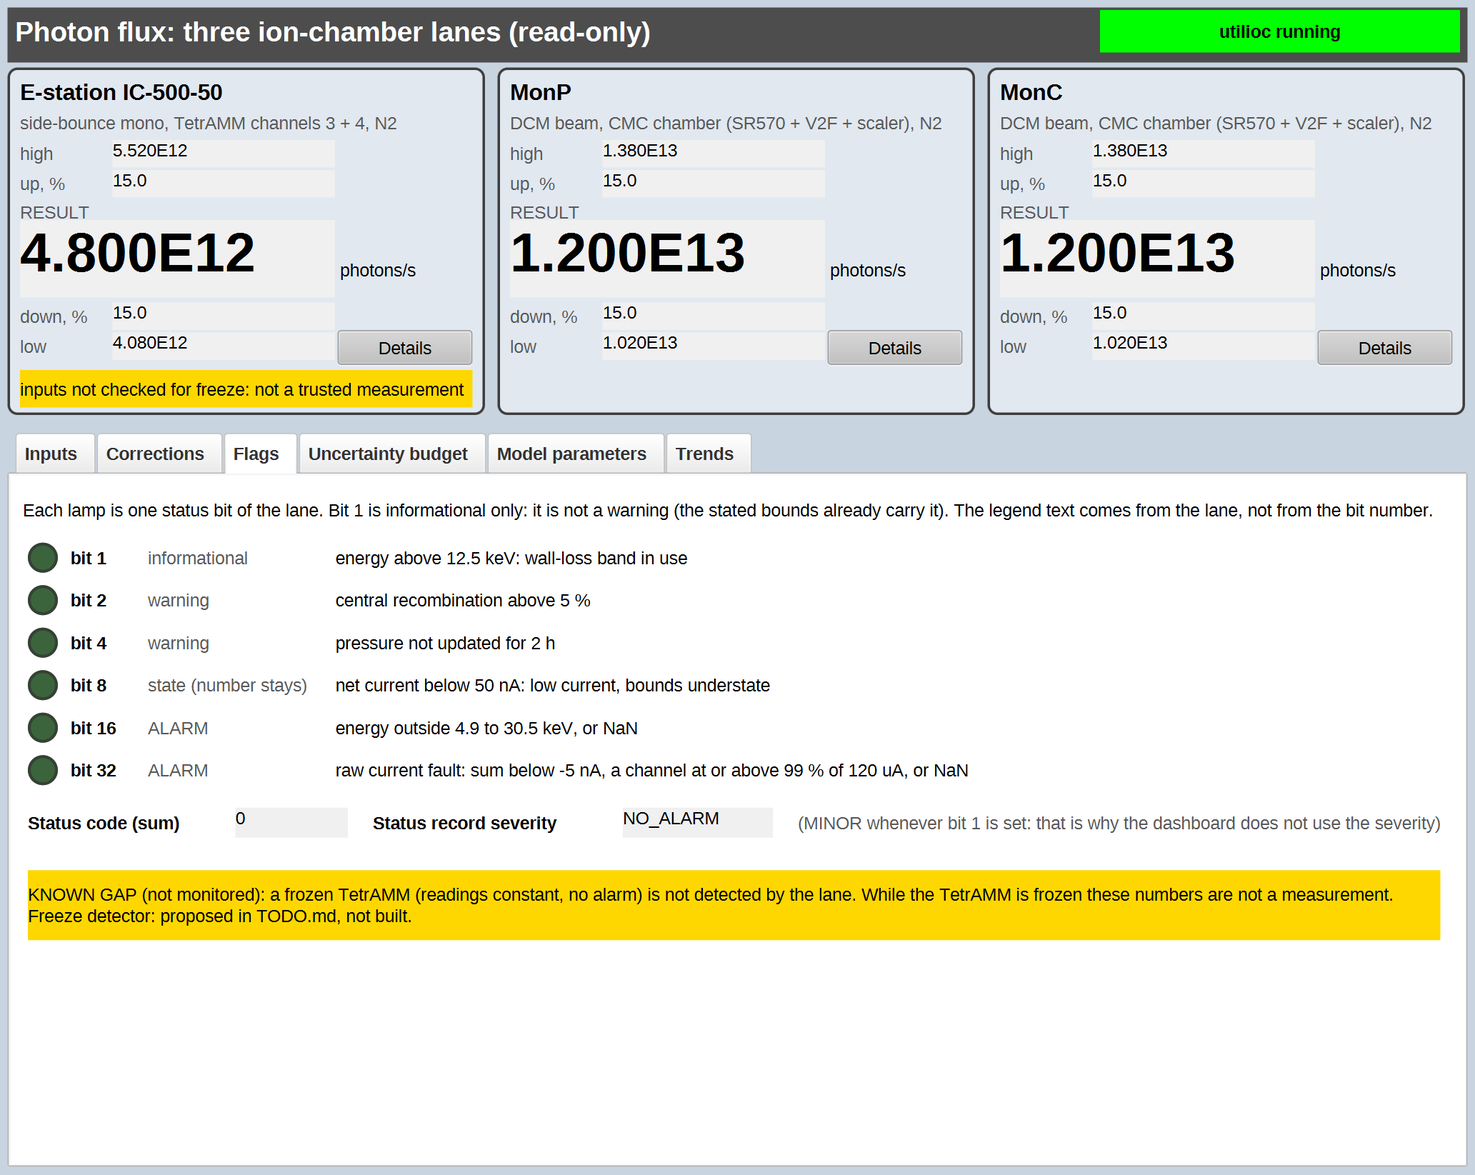 Photon flux: three ion-chamber lanes (read-only)
utilioc running
E-station IC-500-50
side-bounce mono, TetrAMM channels 3 + 4, N2
high 5.520E12
up, % 15.0
RESULT
4.800E12 photons/s
down, % 15.0
low 4.080E12
Details
inputs not checked for freeze: not a trusted measurement
MonP
DCM beam, CMC chamber (SR570 + V2F + scaler), N2
high 1.380E13
up, % 15.0
RESULT
1.200E13 photons/s
down, % 15.0
low 1.020E13
Details
MonC
DCM beam, CMC chamber (SR570 + V2F + scaler), N2
high 1.380E13
up, % 15.0
RESULT
1.200E13 photons/s
down, % 15.0
low 1.020E13
Details
Inputs Corrections Flags Uncertainty budget Model parameters Trends
Each lamp is one status bit of the lane. Bit 1 is informational only: it is not a warning (the stated bounds already carry it). The legend text comes from the lane, not from the bit number.
bit 1 informational energy above 12.5 keV: wall-loss band in use
bit 2 warning central recombination above 5 %
bit 4 warning pressure not updated for 2 h
bit 8 state (number stays) net current below 50 nA: low current, bounds understate
bit 16 ALARM energy outside 4.9 to 30.5 keV, or NaN
bit 32 ALARM raw current fault: sum below -5 nA, a channel at or above 99 % of 120 uA, or NaN
Status code (sum) 0 Status record severity NO_ALARM (MINOR whenever bit 1 is set: that is why the dashboard does not use the severity)
KNOWN GAP (not monitored): a frozen TetrAMM (readings constant, no alarm) is not detected by the lane. While the TetrAMM is frozen these numbers are not a measurement.
Freeze detector: proposed in TODO.md, not built.